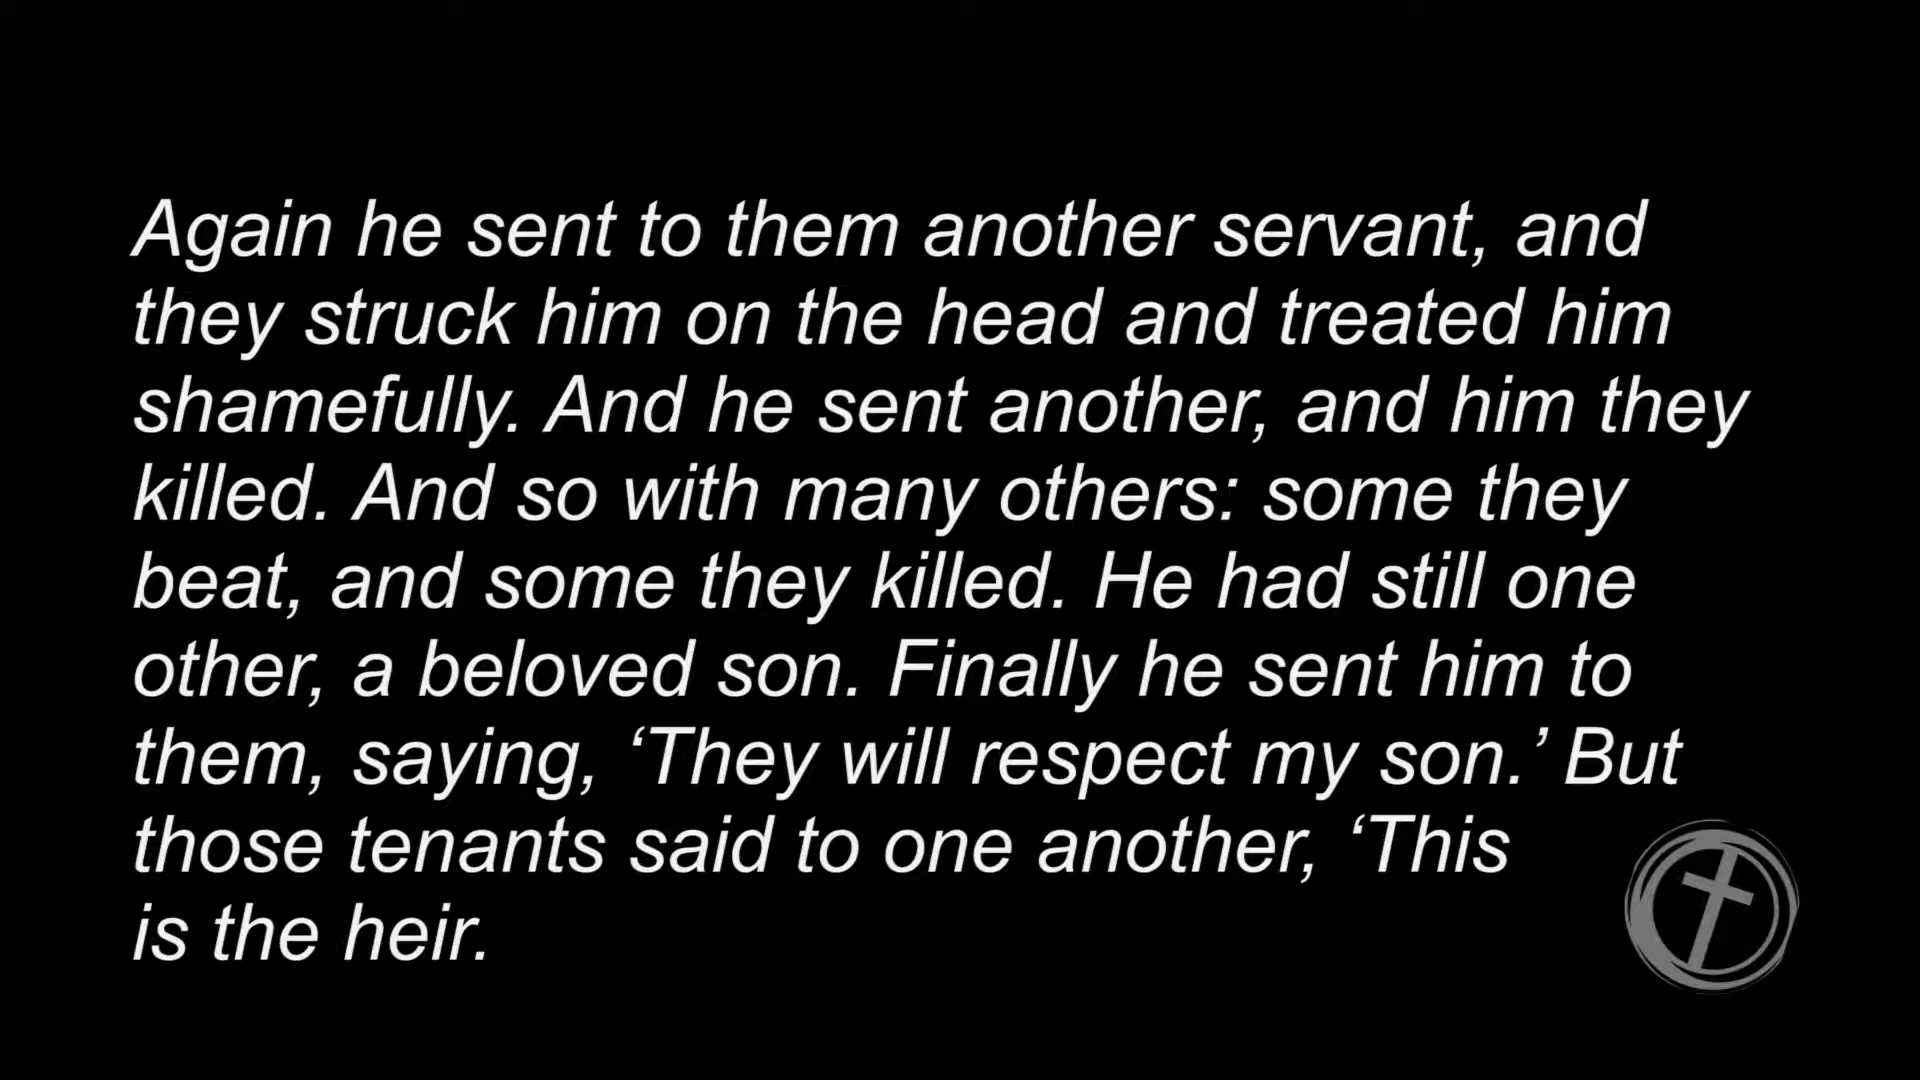 Again he sent to them another servant, and
they struck him on the head and treated him
shamefully. And he sent another, and him they
killed. And so with many others: some they
beat, and some they killed. He had still one
other, a beloved son. Finally he sent him to
them, saying, ‘They will respect my son.’ But
those tenants said to one another, ‘This
is the heir.